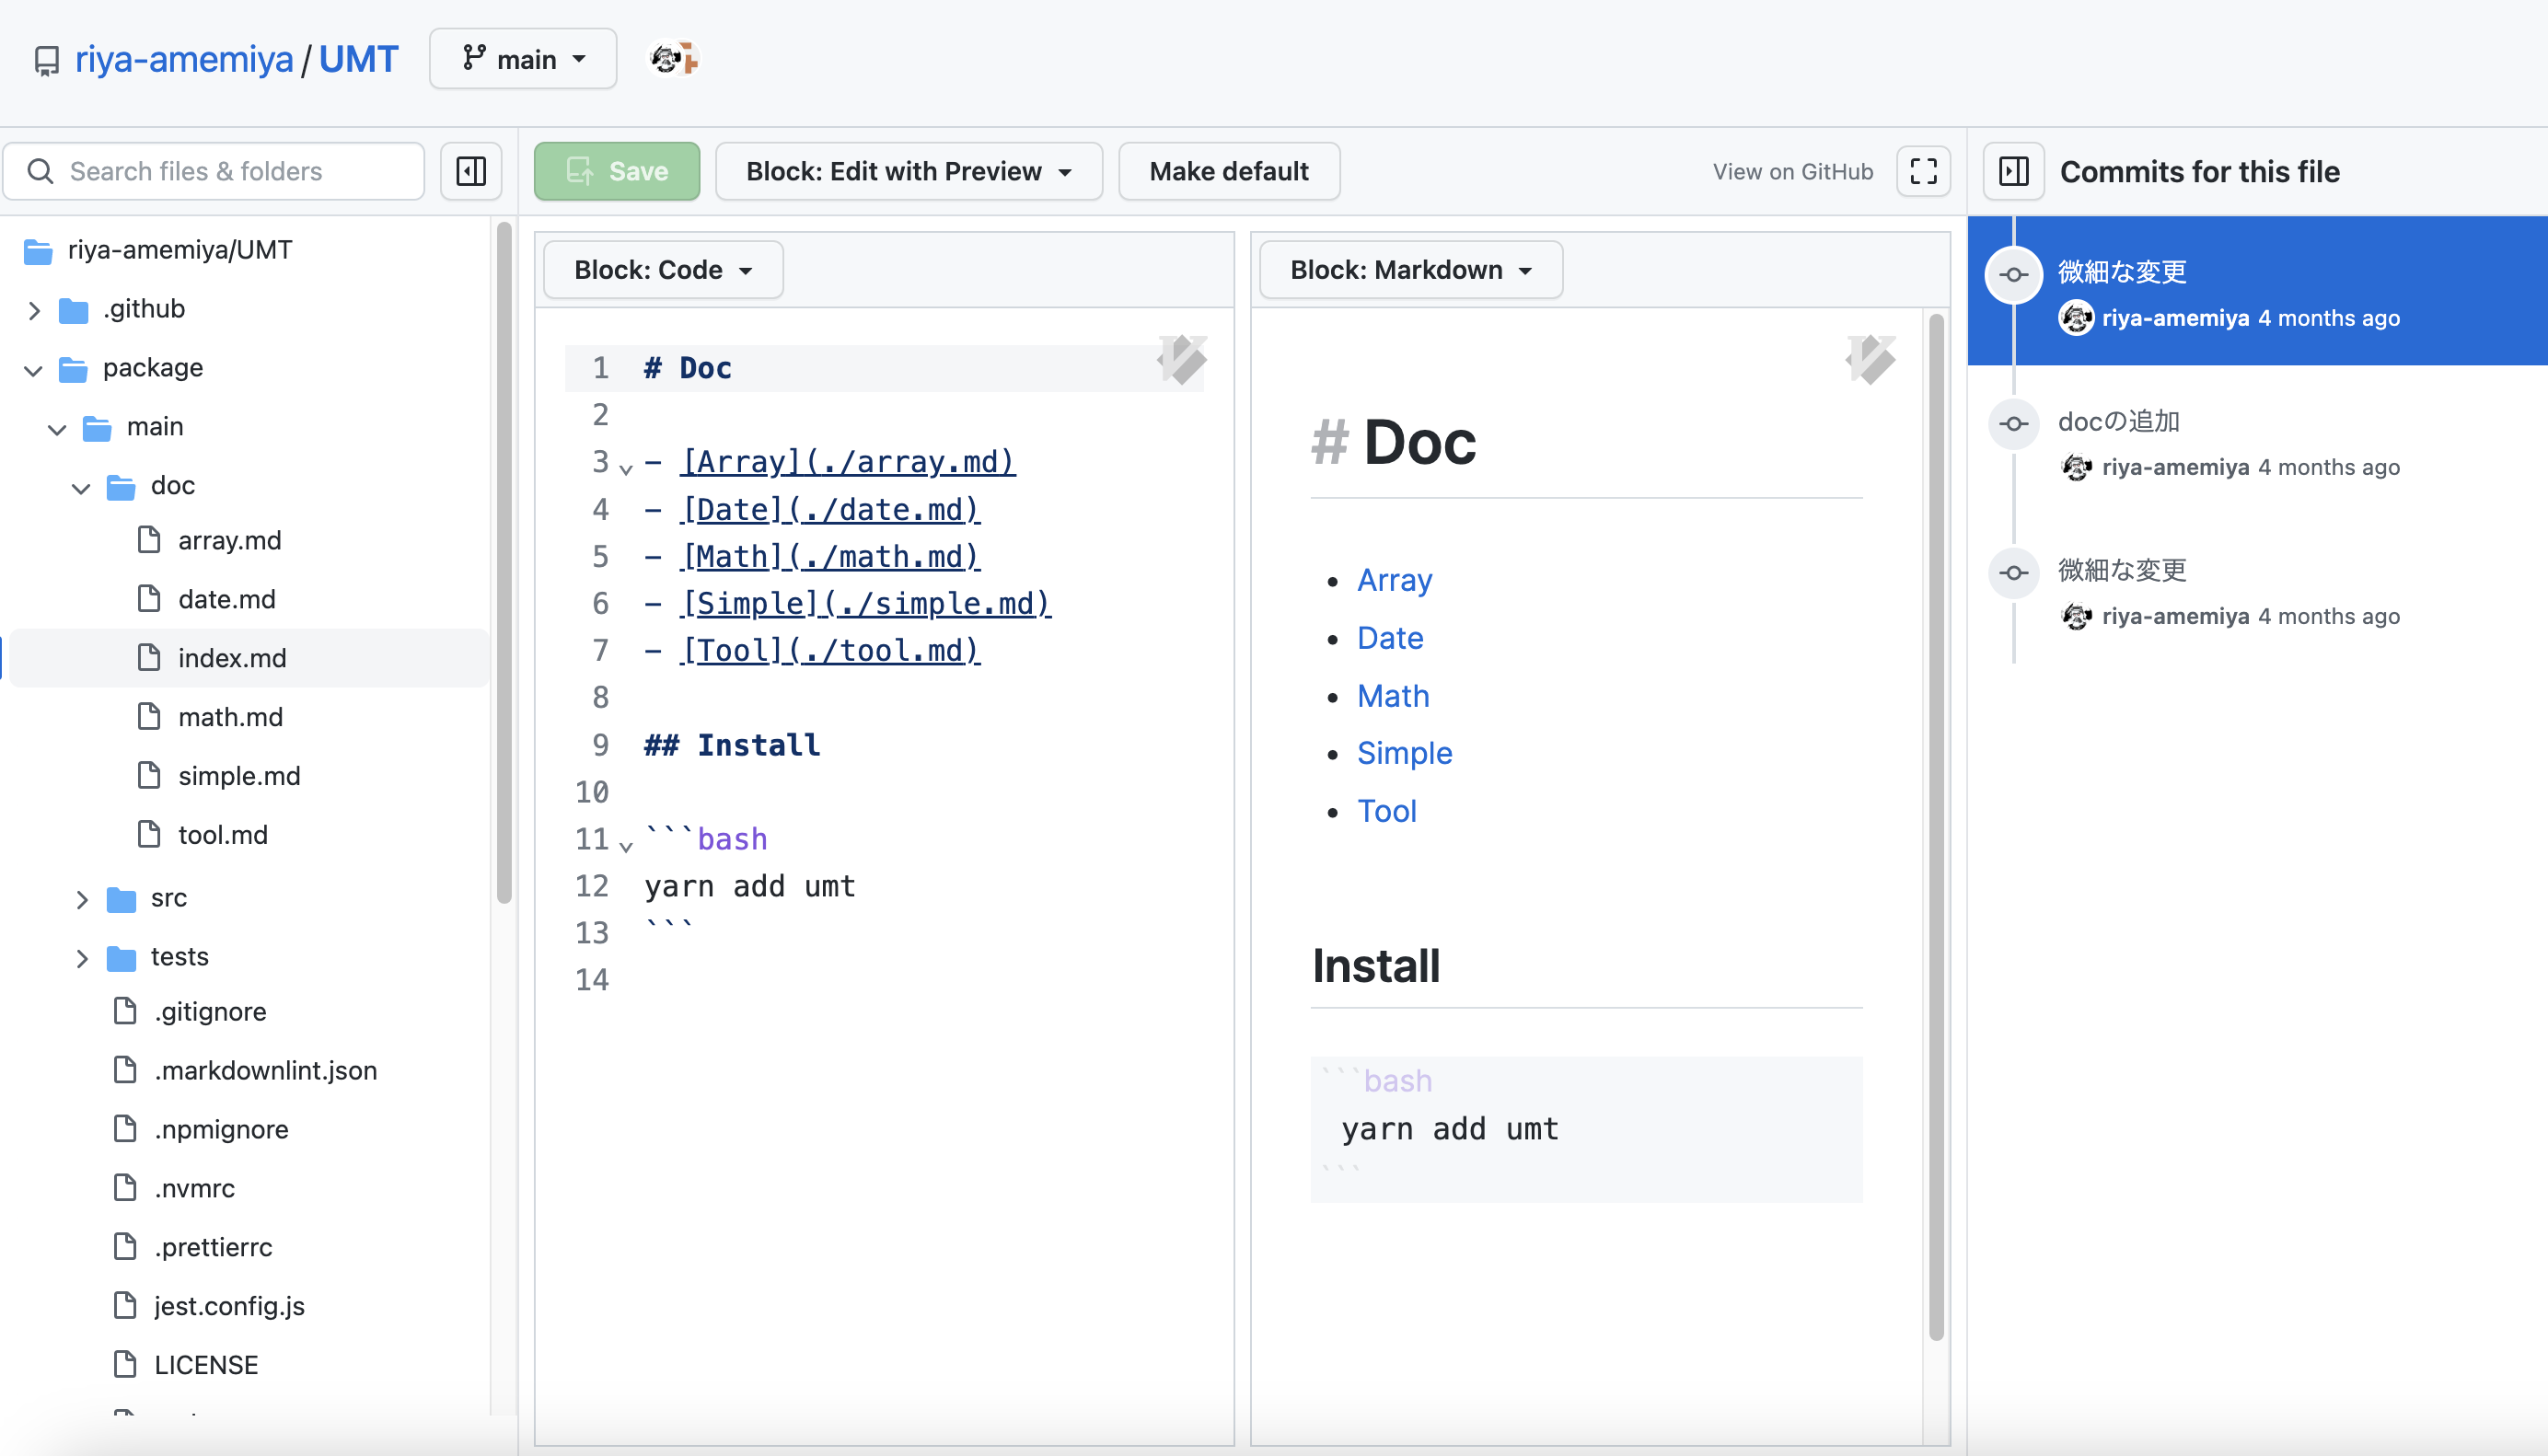 riya-amemiya / UMT
main
Search files & folders
Save
Block: Edit with Preview
Make default
View on GitHub
Commits for this file
riya-amemiya/UMT
.github
package
main
doc
array.md
date.md
index.md
math.md
simple.md
tool.md
src
tests
.gitignore
.markdownlint.json
.npmignore
.nvmrc
.prettierrc
jest.config.js
LICENSE
Block: Code
1 # Doc
2
3 - [Array](./array.md)
4 - [Date](./date.md)
5 - [Math](./math.md)
6 - [Simple](./simple.md)
7 - [Tool](./tool.md)
8
9 ## Install
10
11 ```bash
12 yarn add umt
13 ```
14
Block: Markdown
# Doc
• Array
• Date
• Math
• Simple
• Tool
Install
```bash
yarn add umt
```
微細な変更
riya-amemiya 4 months ago
docの追加
riya-amemiya 4 months ago
微細な変更
riya-amemiya 4 months ago